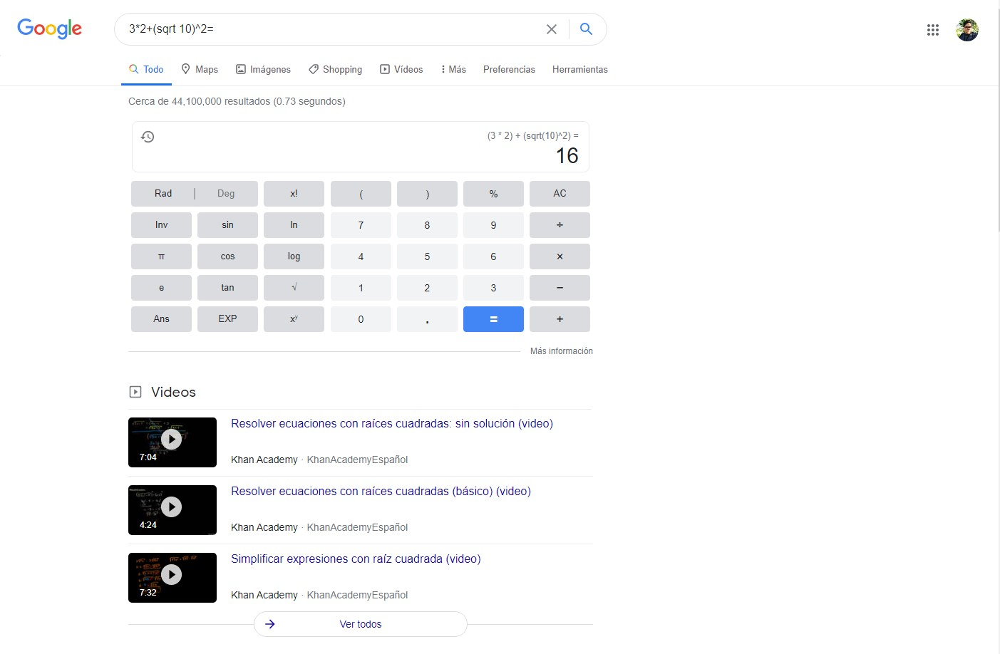 Google
3*2+(sqrt 10)^2=
Todo Maps Imágenes Shopping Vídeos Más Preferencias Herramientas
Cerca de 44,100,000 resultados (0.73 segundos)
(3 * 2) + (sqrt(10)^2) =
16
Rad | Deg x! ( ) % AC
Inv sin ln 7 8 9 ÷
π cos log 4 5 6 ×
e tan √ 1 2 3 −
Ans EXP xʸ 0 . = +
Más información
Videos
Resolver ecuaciones con raíces cuadradas: sin solución (video)
7:04
Khan Academy · KhanAcademyEspañol
Resolver ecuaciones con raíces cuadradas (básico) (video)
4:24
Khan Academy · KhanAcademyEspañol
Simplificar expresiones con raíz cuadrada (video)
7:32
Khan Academy · KhanAcademyEspañol
Ver todos